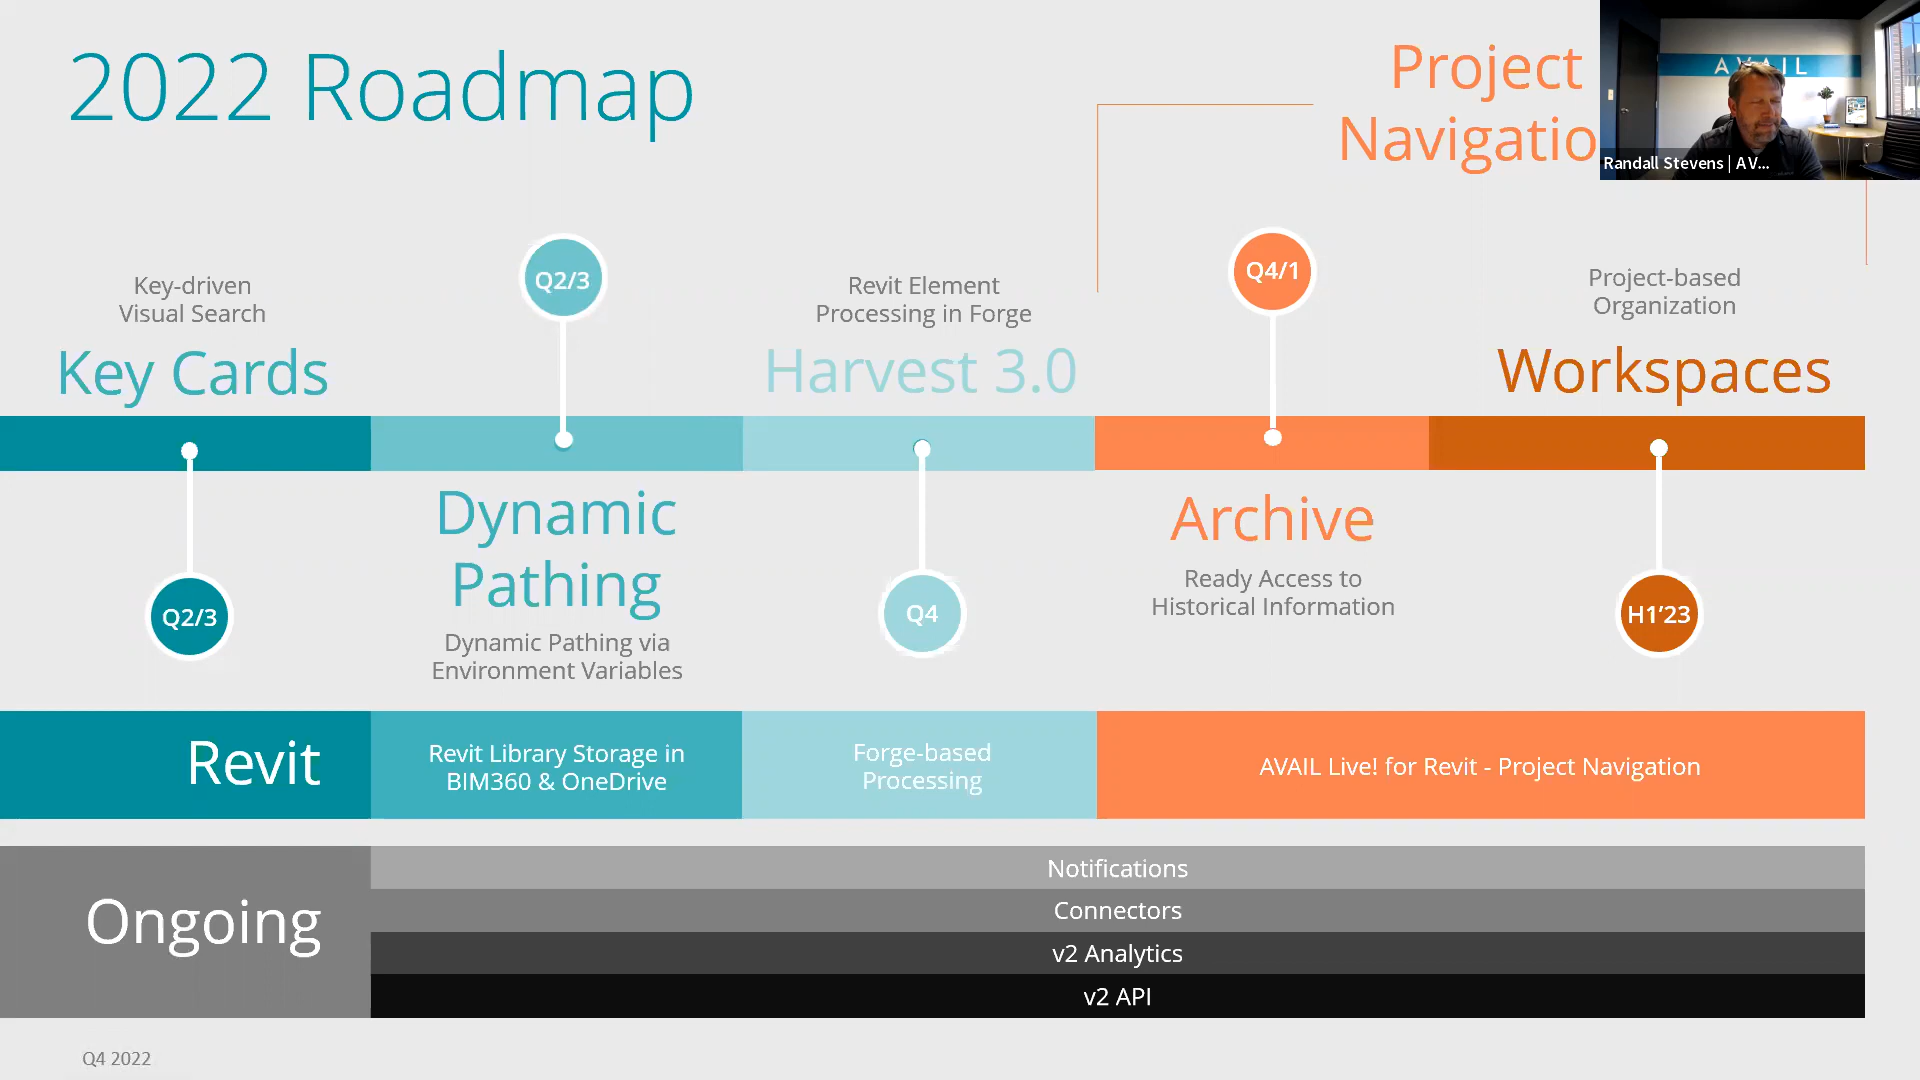 2022 Roadmap
Project
Navigatio
AVAIL
Randall Stevens | AV...
Key-driven
Visual Search
Key Cards
Q2/3
Q2/3
Dynamic
Pathing
Dynamic Pathing via
Environment Variables
Revit Element
Processing in Forge
Harvest 3.0
Q4
Q4/1
Archive
Ready Access to
Historical Information
Project-based
Organization
Workspaces
H1’23
Revit
Revit Library Storage in
BIM360 & OneDrive
Forge-based
Processing
AVAIL Live! for Revit - Project Navigation
Ongoing
Notifications
Connectors
v2 Analytics
v2 API
Q4 2022